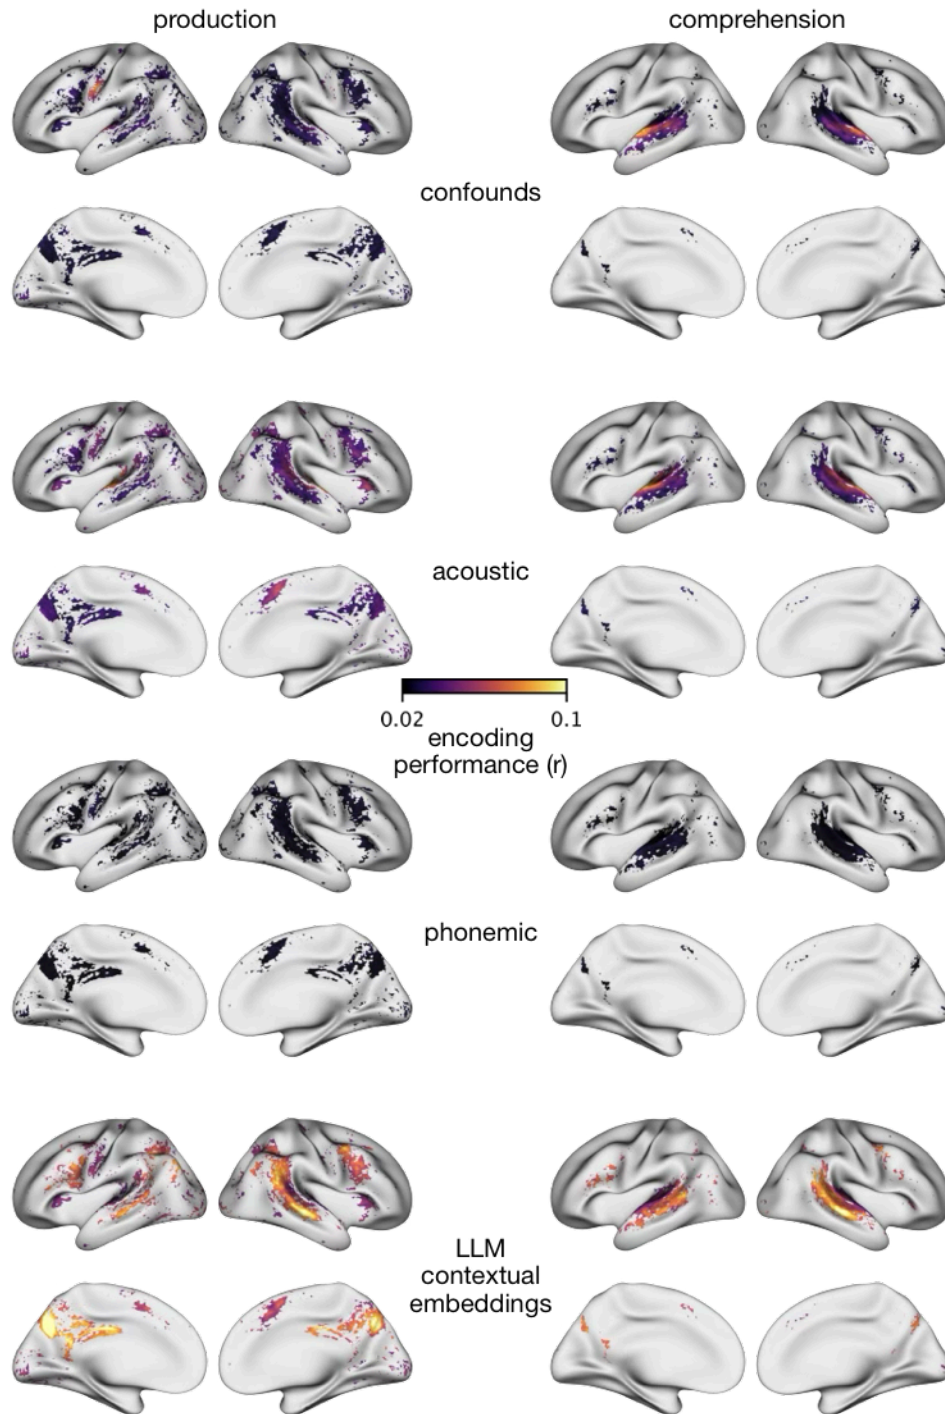 production
comprehension
confounds
acoustic
0.02
0.1
encoding
performance (r)
phonemic
LLM
contextual
embeddings